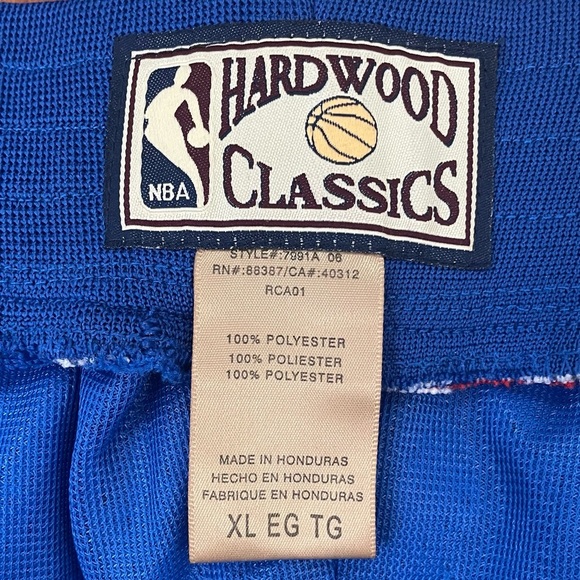 HARDWOOD
CLASSICS
NBA
STYLE#:7991A 06
RN#:88387/CA#:40312
RCA01
100% POLYESTER
100% POLIESTER
100% POLYESTER
MADE IN HONDURAS
HECHO EN HONDURAS
FABRIQUE EN HONDURAS
XL EG TG